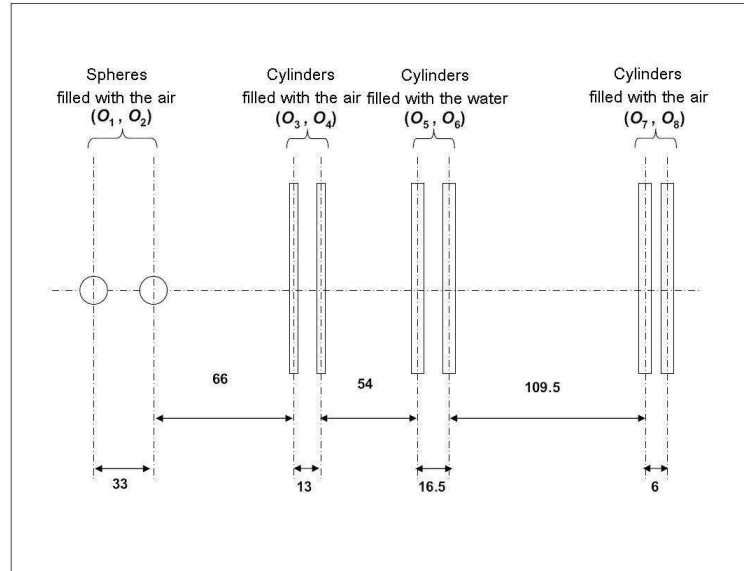 Spheres
filled with the air
(O1 , O2)
Cylinders
filled with the air
(O3 , O4)
Cylinders
filled with the water
(O5 , O6)
Cylinders
filled with the air
(O7 , O8)
66
54
109.5
33
13
16.5
6